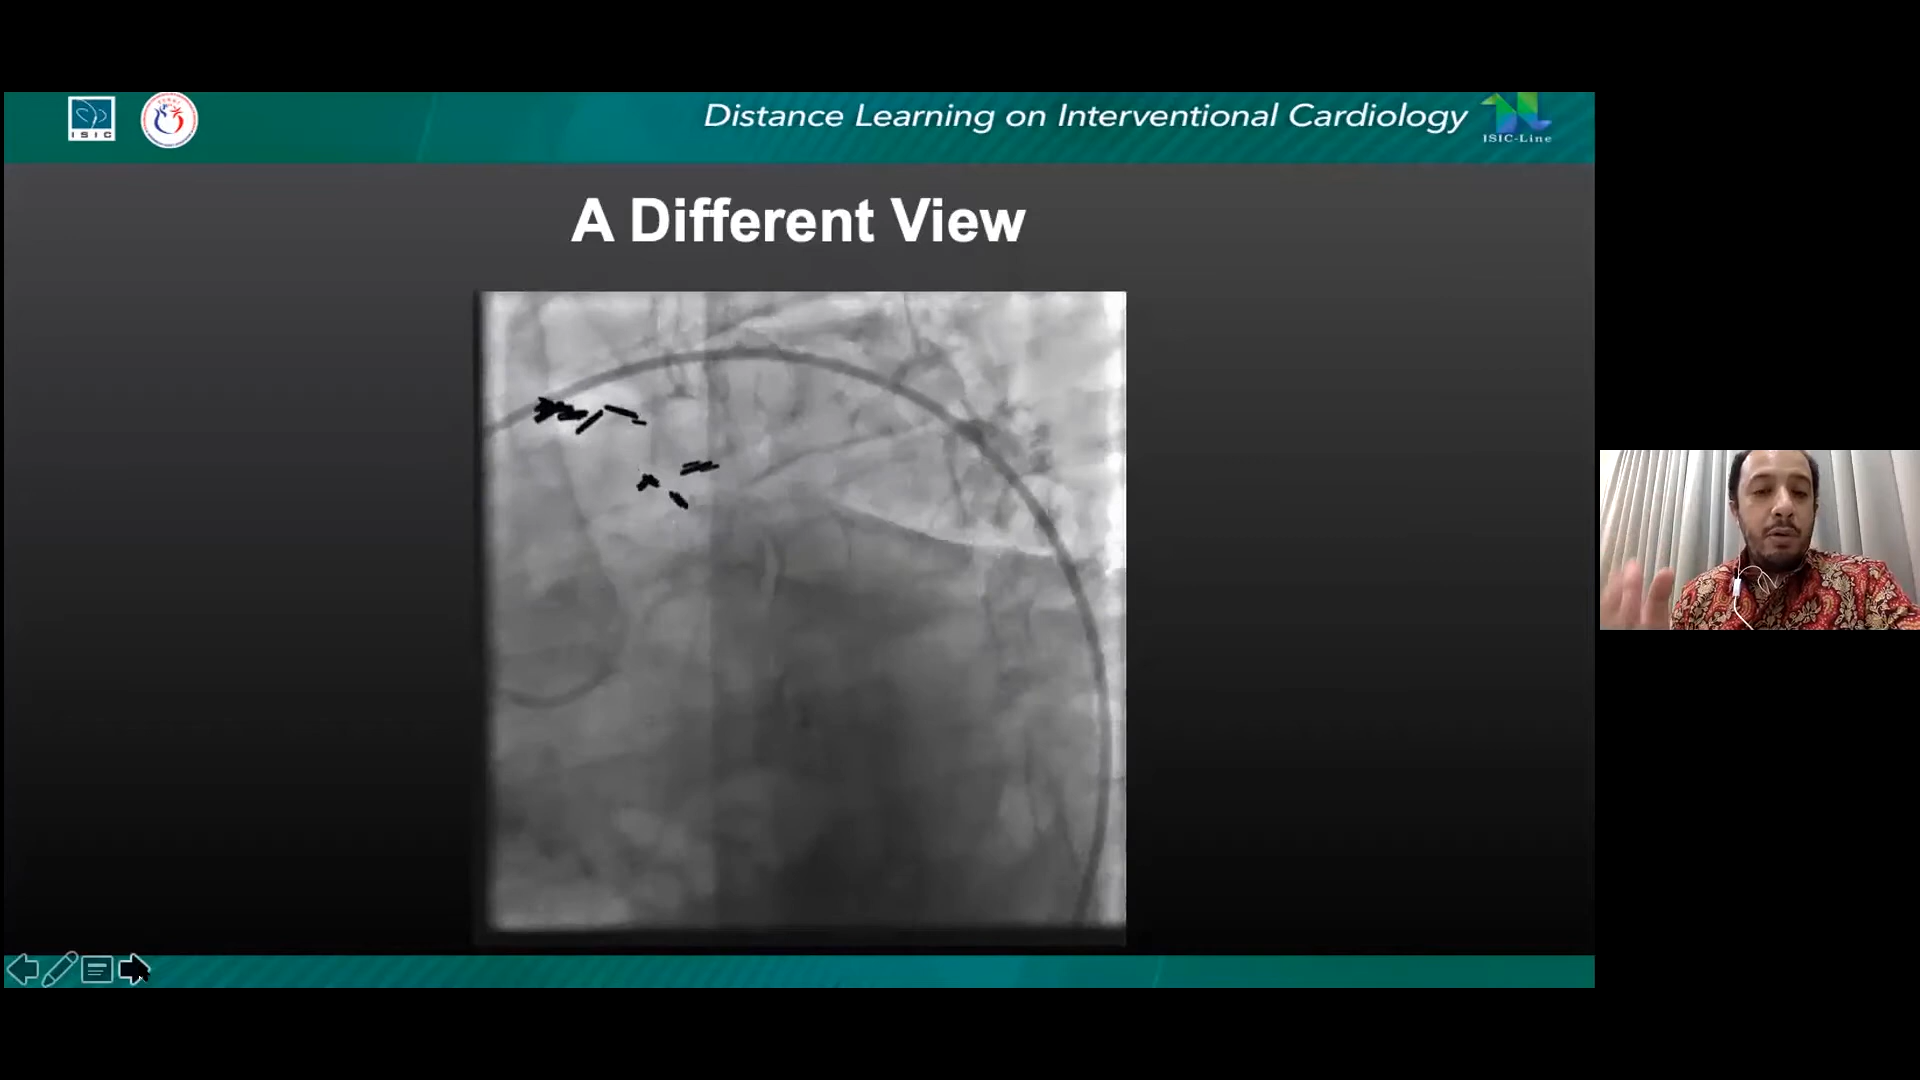 ISIC
Distance Learning on Interventional Cardiology
ISIC-Line
A Different View